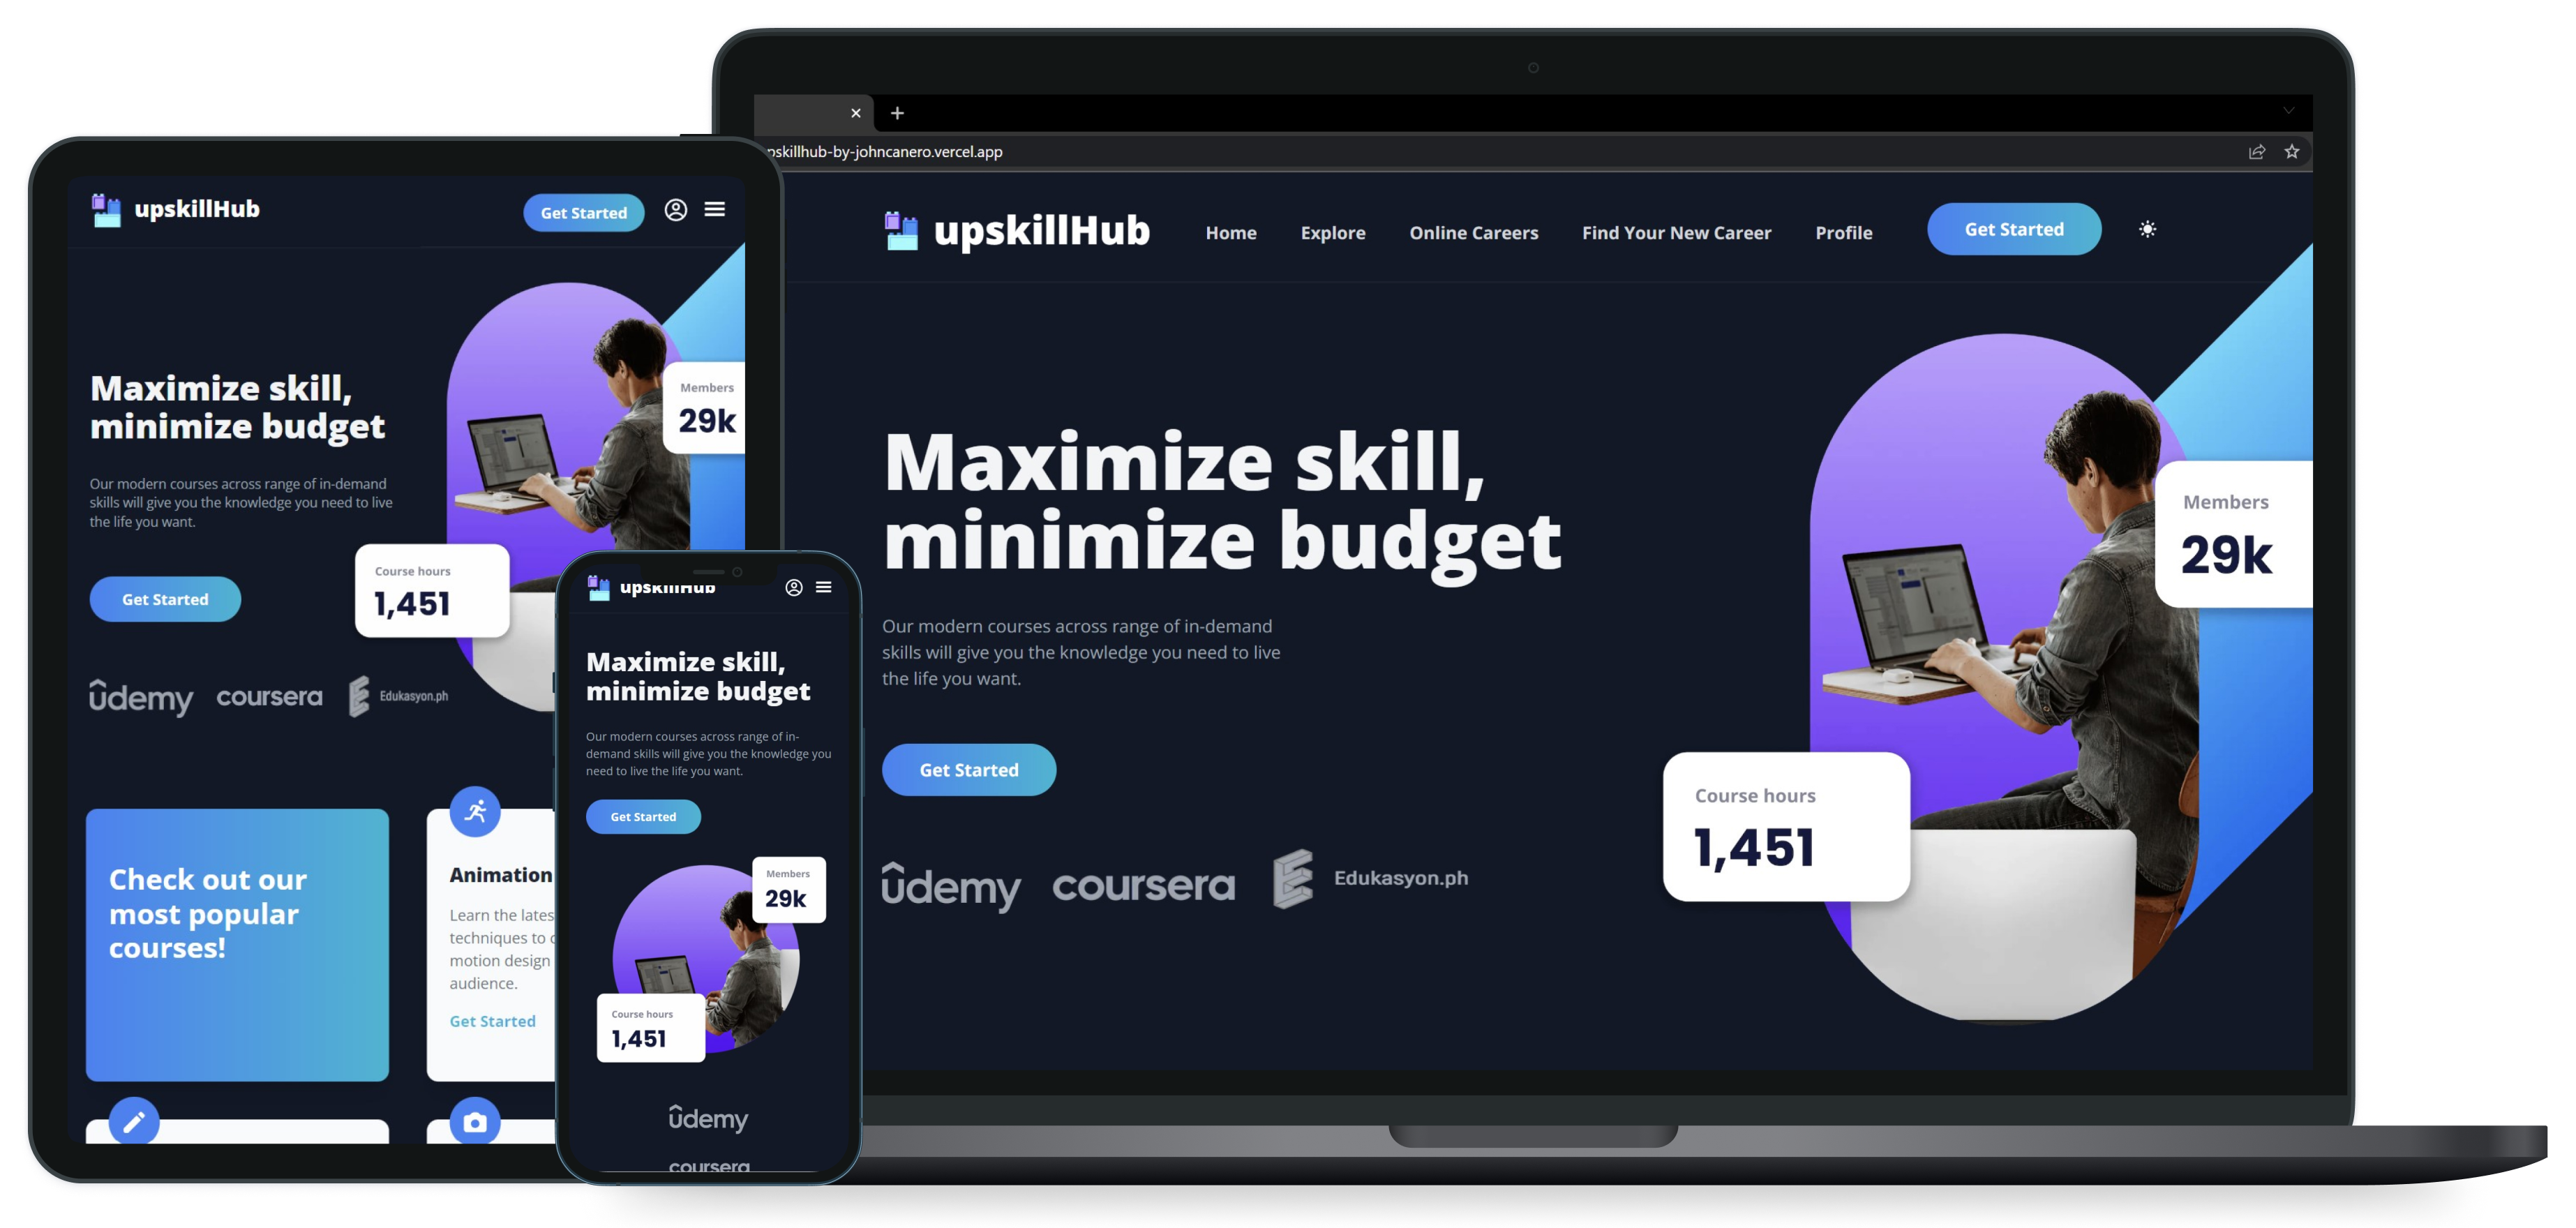 pskillhub-by-johncanero.vercel.app
upskillHub
Home
Explore
Online Careers
Find Your New Career
Profile
Get Started
Maximize skill,
minimize budget
Our modern courses across range of in-demand
skills will give you the knowledge you need to live
the life you want.
Get Started
ûdemy
coursera
Edukasyon.ph
Members
29k
Course hours
1,451
upskillHub
Get Started
Maximize skill,
minimize budget
Our modern courses across range of in-demand
skills will give you the knowledge you need to live
the life you want.
Get Started
Members
29k
Course hours
1,451
ûdemy
coursera
Edukasyon.ph
Check out our
most popular
courses!
Animation
Learn the lates
techniques to c
motion design
audience.
Get Started
upskillHub
Maximize skill,
minimize budget
Our modern courses across range of in-
demand skills will give you the knowledge you
need to live the life you want.
Get Started
Members
29k
Course hours
1,451
ûdemy
coursera